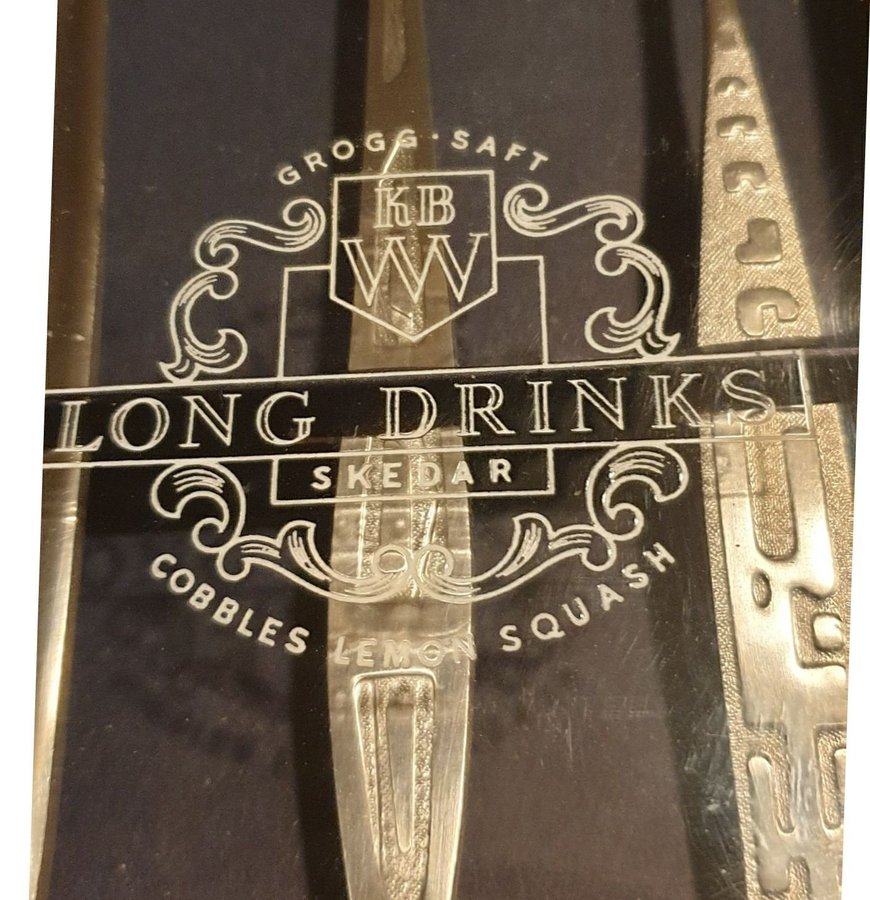 GROGG · SAFT
KB
WV
LONG DRINKS
SKEDAR
COBBLES LEMON SQUASH